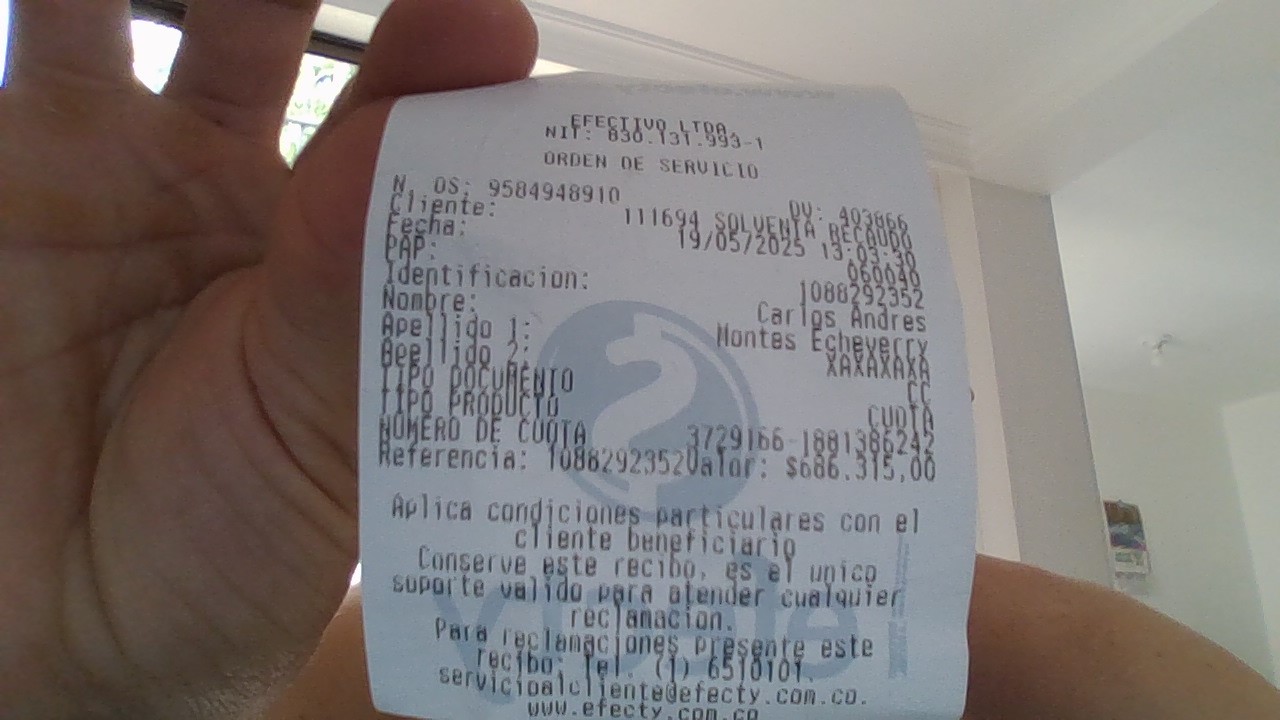 EFECTIVO LTDA.
NIT: 830.131.993-1
ORDEN DE SERVICIO
N. OS: 9584948910 DV: 403866
Cliente: 111694 SOLVENTA RECAUDO
Fecha: 19/05/2025 13:03:30
PAP: 060040
Identificacion: 1088292352
Nombre: Carlos Andres
Apellido 1: Montes Echeverry
Apellido 2: XAXAXAXA
TIPO DOCUMENTO CC
TIPO PRODUCTO CUOTA
NUMERO DE CUOTA 3729166-1881386242
Referencia: 1088292352Valor: $686.315,00
Aplica condiciones particulares con el
cliente beneficiario
Conserve este recibo, es el unico
soporte valido para atender cualquier
reclamacion.
Para reclamaciones presente este
recibo: Tel. (1) 6510101.
servicioalcliente@efecty.com.co.
www.efecty.com.co